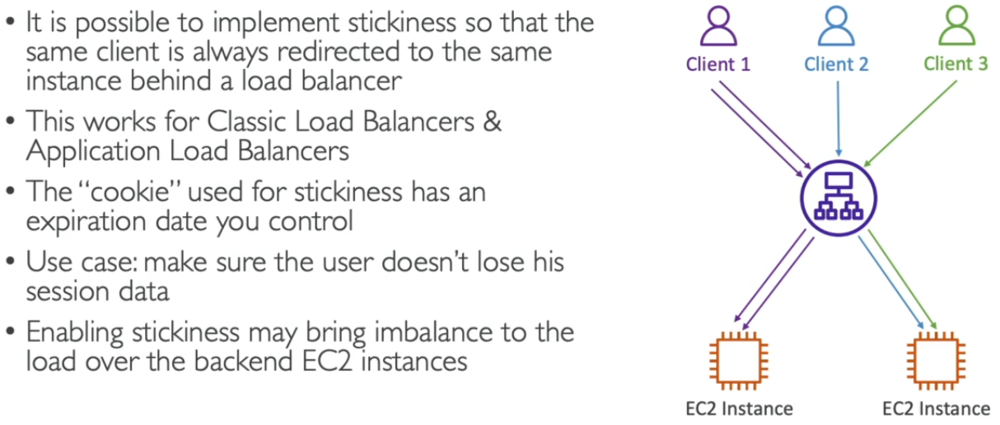 • It is possible to implement stickiness so that the
same client is always redirected to the same
instance behind a load balancer
• This works for Classic Load Balancers &
Application Load Balancers
• The “cookie” used for stickiness has an
expiration date you control
• Use case: make sure the user doesn’t lose his
session data
• Enabling stickiness may bring imbalance to the
load over the backend EC2 instances
Client 1
Client 2
Client 3
EC2 Instance
EC2 Instance